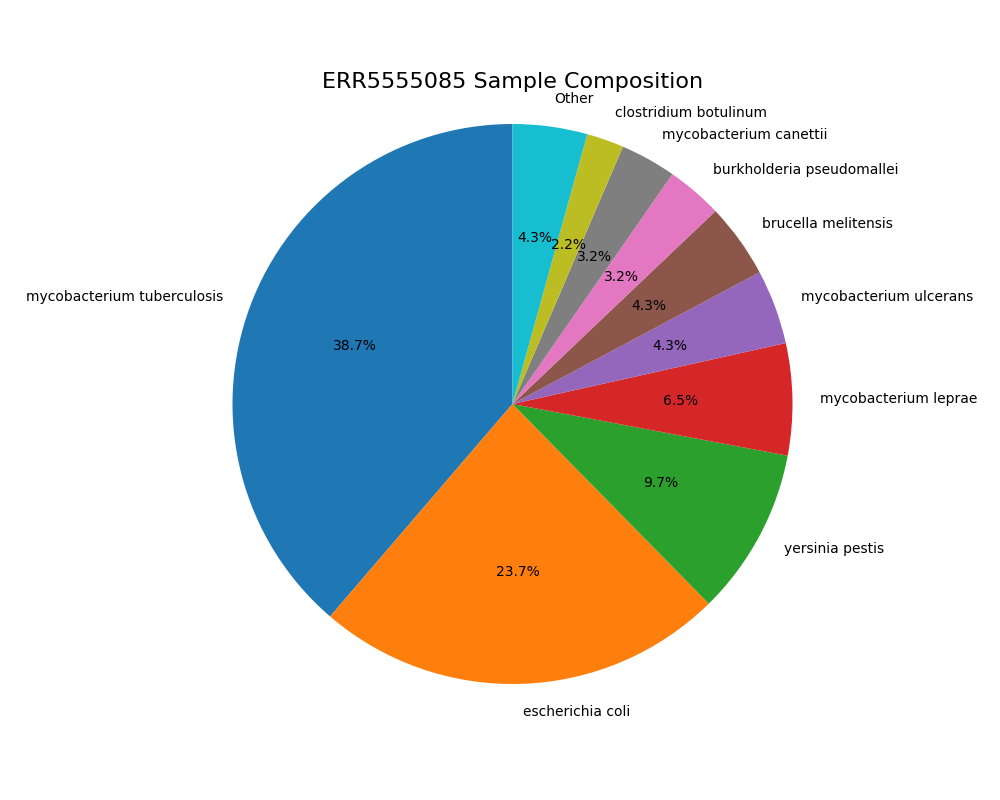 ERR5555085 Sample Composition
Other
clostridium botulinum
mycobacterium canettii
burkholderia pseudomallei
brucella melitensis
mycobacterium ulcerans
mycobacterium leprae
yersinia pestis
escherichia coli
mycobacterium tuberculosis
4.3%
2.2%
3.2%
3.2%
4.3%
4.3%
6.5%
9.7%
23.7%
38.7%